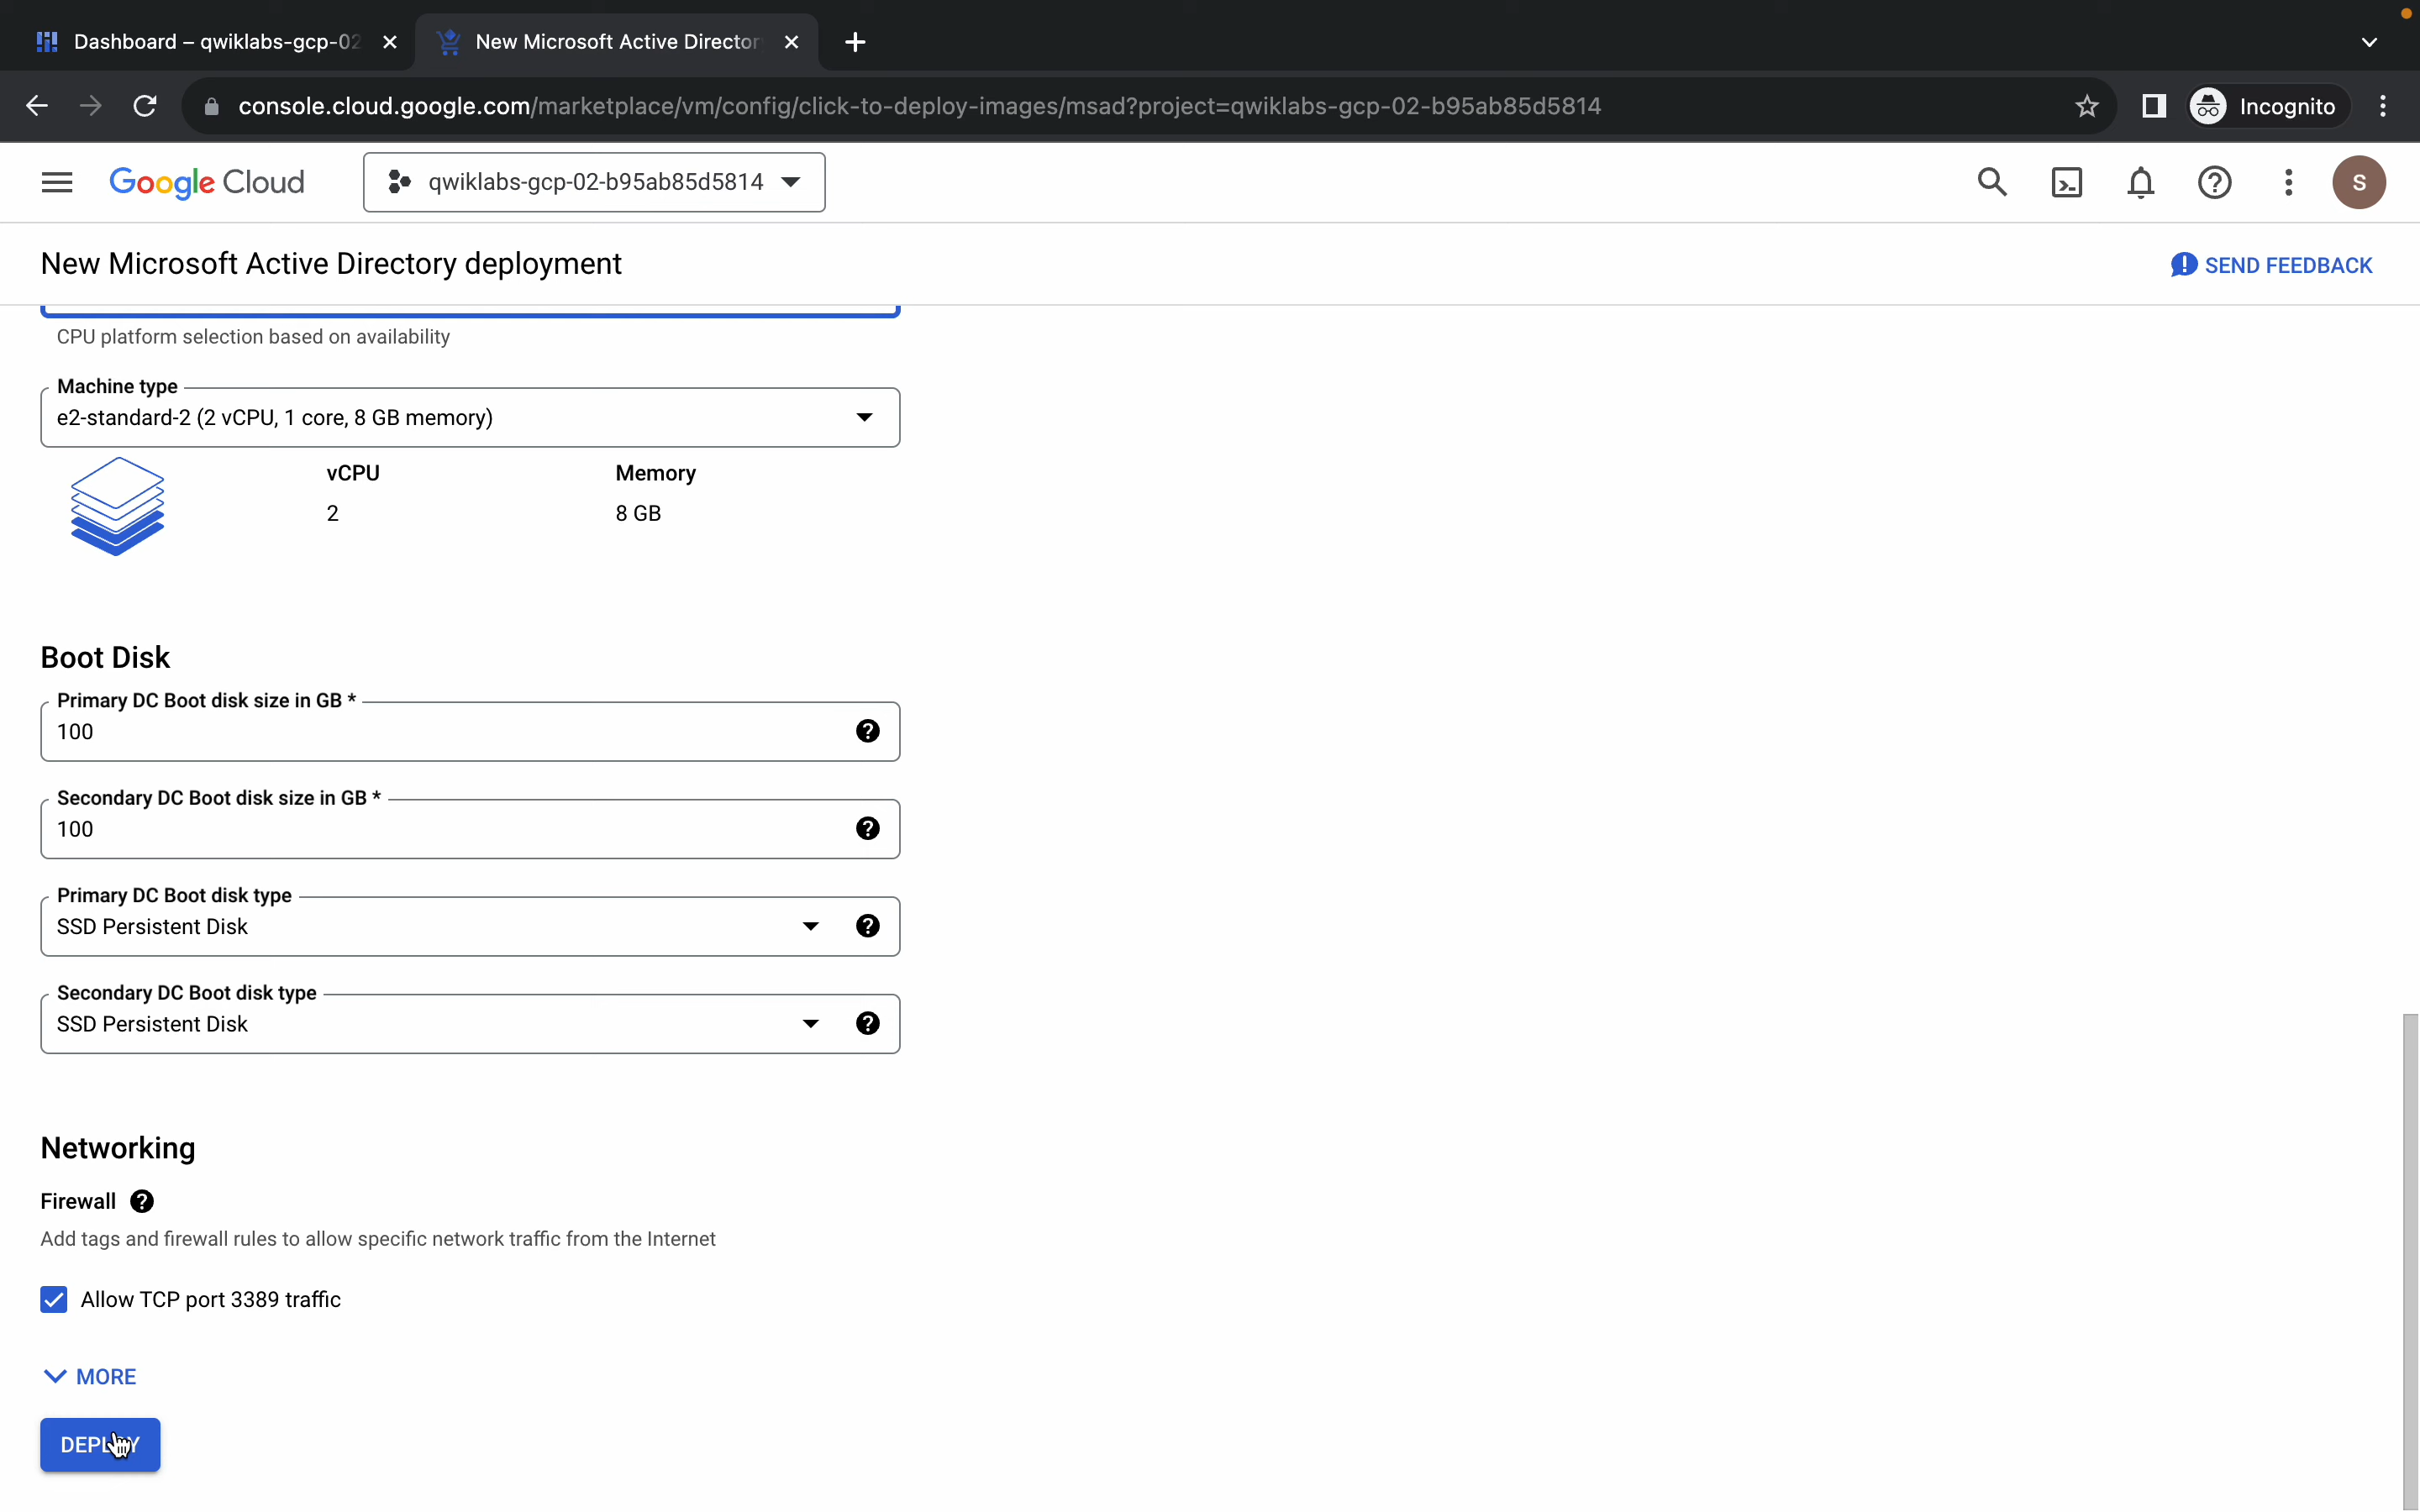 Dashboard – qwiklabs-gcp-02
New Microsoft Active Director
console.cloud.google.com/marketplace/vm/config/click-to-deploy-images/msad?project=qwiklabs-gcp-02-b95ab85d5814
Incognito
Google Cloud
qwiklabs-gcp-02-b95ab85d5814
S
New Microsoft Active Directory deployment
SEND FEEDBACK
CPU platform selection based on availability
Machine type
e2-standard-2 (2 vCPU, 1 core, 8 GB memory)
vCPU
Memory
2
8 GB
Boot Disk
Primary DC Boot disk size in GB *
100
Secondary DC Boot disk size in GB *
100
Primary DC Boot disk type
SSD Persistent Disk
Secondary DC Boot disk type
SSD Persistent Disk
Networking
Firewall
Add tags and firewall rules to allow specific network traffic from the Internet
Allow TCP port 3389 traffic
MORE
DEPLOY